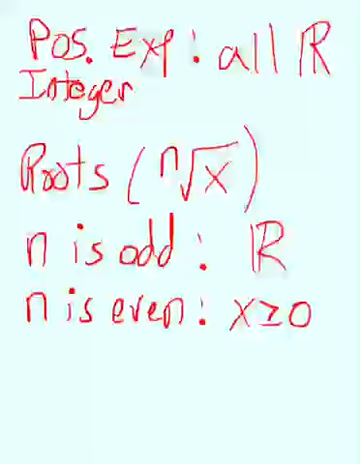 Pos. Exp: all ℝ
Integer
Roots (ⁿ√x)
n is odd: ℝ
n is even: x≥0